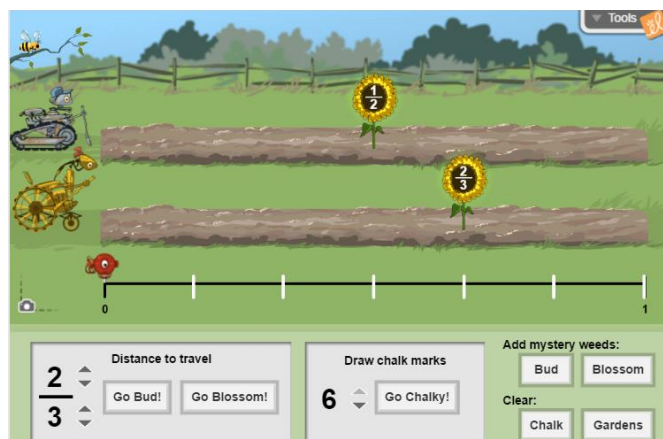 Tools
1
2
2
3
0
1
Distance to travel
2
3
Go Bud!
Go Blossom!
Draw chalk marks
6
Go Chalky!
Add mystery weeds:
Bud
Blossom
Clear:
Chalk
Gardens